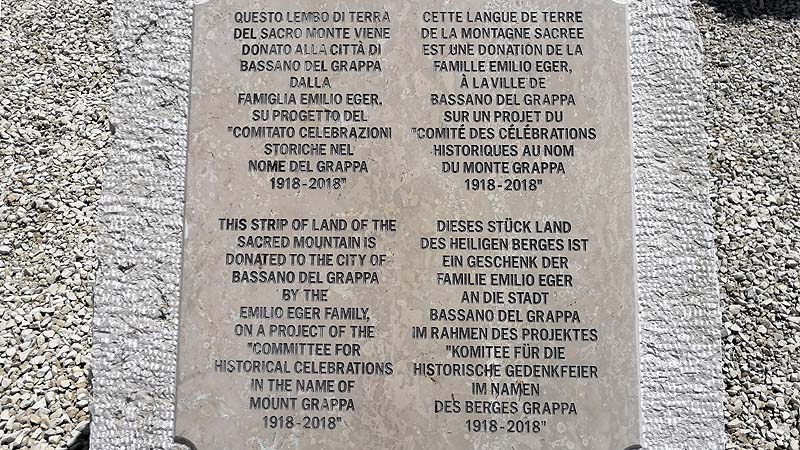 QUESTO LEMBO DI TERRA
DEL SACRO MONTE VIENE
DONATO ALLA CITTÀ DI
BASSANO DEL GRAPPA
DALLA
FAMIGLIA EMILIO EGER,
SU PROGETTO DEL
"COMITATO CELEBRAZIONI
STORICHE NEL
NOME DEL GRAPPA
1918-2018"
CETTE LANGUE DE TERRE
DE LA MONTAGNE SACREE
EST UNE DONATION DE LA
FAMILLE EMILIO EGER,
À LA VILLE DE
BASSANO DEL GRAPPA
SUR UN PROJET DU
"COMITÉ DES CÉLÉBRATIONS
HISTORIQUES AU NOM
DU MONTE GRAPPA
1918-2018"
THIS STRIP OF LAND OF THE
SACRED MOUNTAIN IS
DONATED TO THE CITY OF
BASSANO DEL GRAPPA
BY THE
EMILIO EGER FAMILY,
ON A PROJECT OF THE
"COMMITTEE FOR
HISTORICAL CELEBRATIONS
IN THE NAME OF
MOUNT GRAPPA
1918-2018"
DIESES STÜCK LAND
DES HEILIGEN BERGES IST
EIN GESCHENK DER
FAMILIE EMILIO EGER
AN DIE STADT
BASSANO DEL GRAPPA
IM RAHMEN DES PROJEKTES
"KOMITEE FÜR DIE
HISTORISCHE GEDENKFEIER
IM NAMEN
DES BERGES GRAPPA
1918-2018"